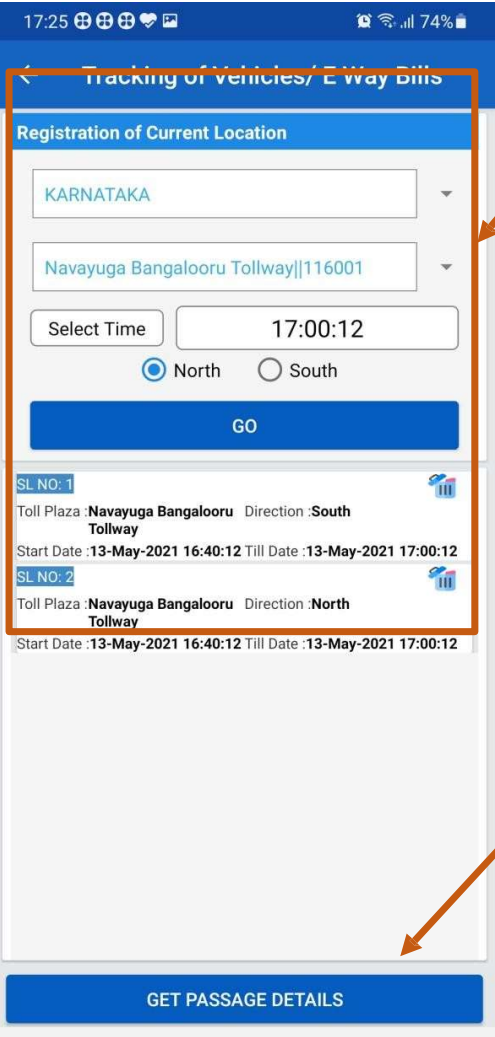 17:25 74%
Tracking of Vehicles/ E Way Bills
Registration of Current Location
KARNATAKA
Navayuga Bangalooru Tollway||116001
Select Time 17:00:12
North South
GO
SL NO: 1
Toll Plaza :Navayuga Bangalooru Direction :South
Tollway
Start Date :13-May-2021 16:40:12 Till Date :13-May-2021 17:00:12
SL NO: 2
Toll Plaza :Navayuga Bangalooru Direction :North
Tollway
Start Date :13-May-2021 16:40:12 Till Date :13-May-2021 17:00:12
GET PASSAGE DETAILS